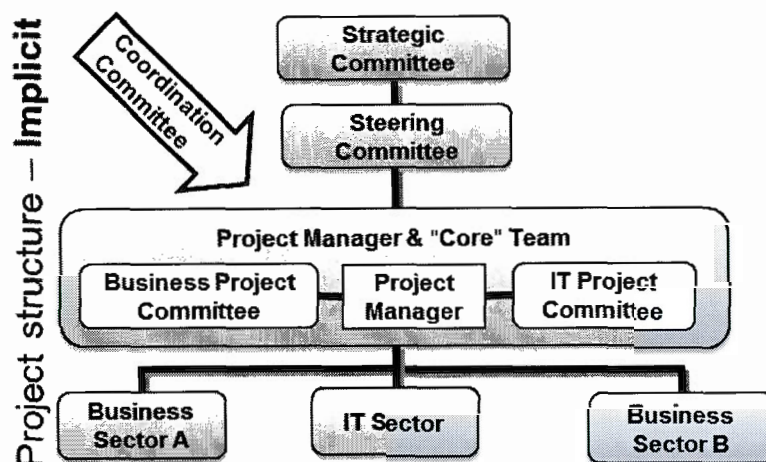 Project structure – Implicit
Coordination
Committee
Strategic
Committee
Steering
Committee
Project Manager & "Core" Team
Business Project
Committee
Project
Manager
IT Project
Committee
Business
Sector A
IT Sector
Business
Sector B